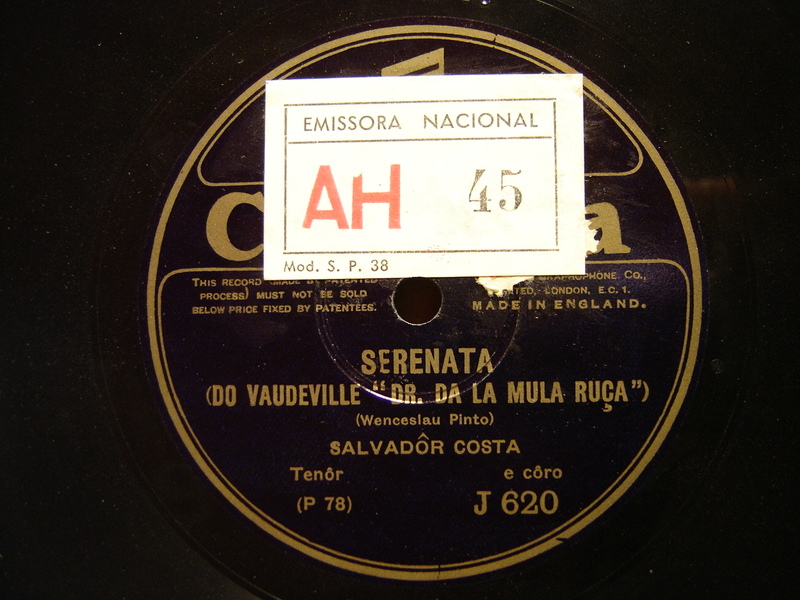 EMISSORA NACIONAL
AH 45
Mod. S. P. 38
THIS RECORD (MADE BY PATENTED
PROCESS) MUST NOT BE SOLD
BELOW PRICE FIXED BY PATENTEES.
GRAPHOPHONE CO.,
LONDON, E.C. 1.
MADE IN ENGLAND.
SERENATA
(DO VAUDEVILLE "DR. DA LA MULA RUÇA")
(Wenceslau Pinto)
SALVADÔR COSTA
Tenôr e côro
(P 78) J 620